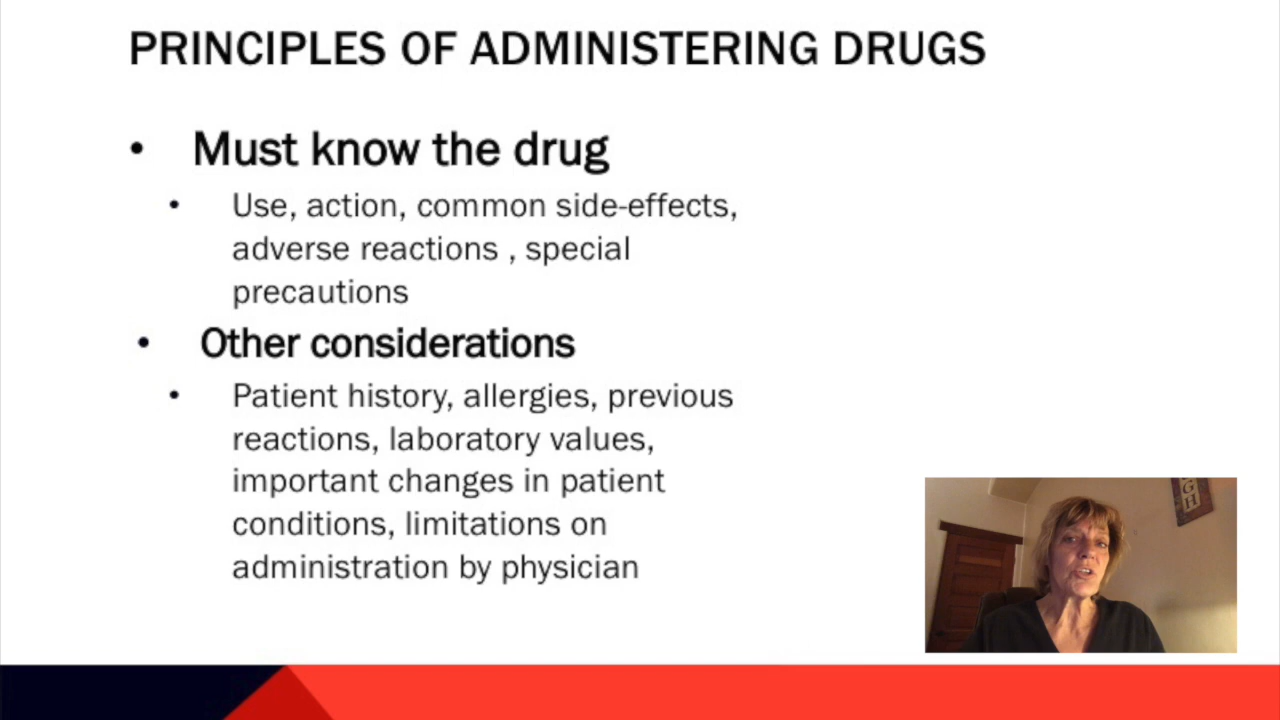 PRINCIPLES OF ADMINISTERING DRUGS
• Must know the drug
• Use, action, common side-effects,
adverse reactions , special
precautions
• Other considerations
• Patient history, allergies, previous
reactions, laboratory values,
important changes in patient
conditions, limitations on
administration by physician
GH